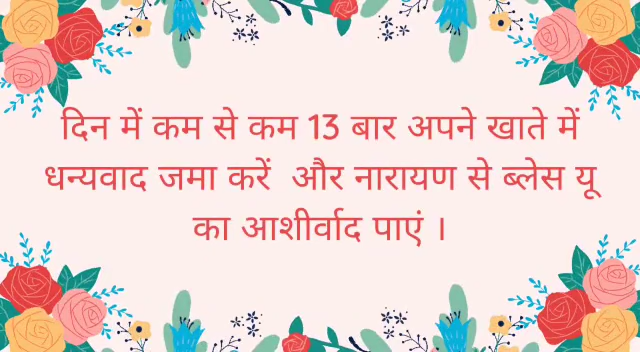 दिन में कम से कम 13 बार अपने खाते में
धन्यवाद जमा करें  और नारायण से ब्लेस यू
का आशीर्वाद पाएं ।